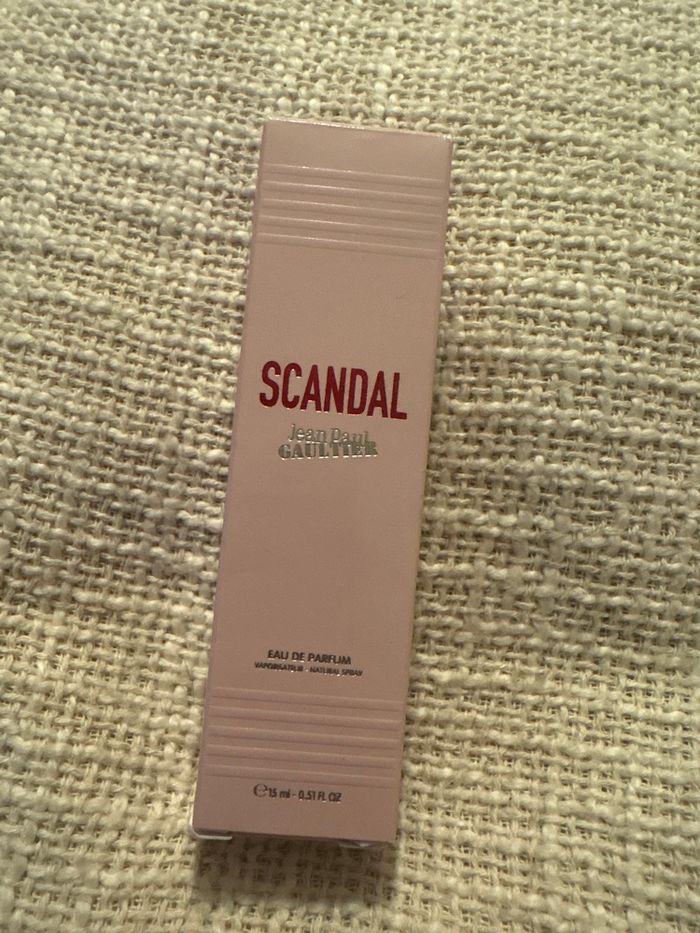 SCANDAL
Jean Paul
GAULTIER
EAU DE PARFUM
VAPORISATEUR - NATURAL SPRAY
℮ 15 ml - 0.51 FL OZ